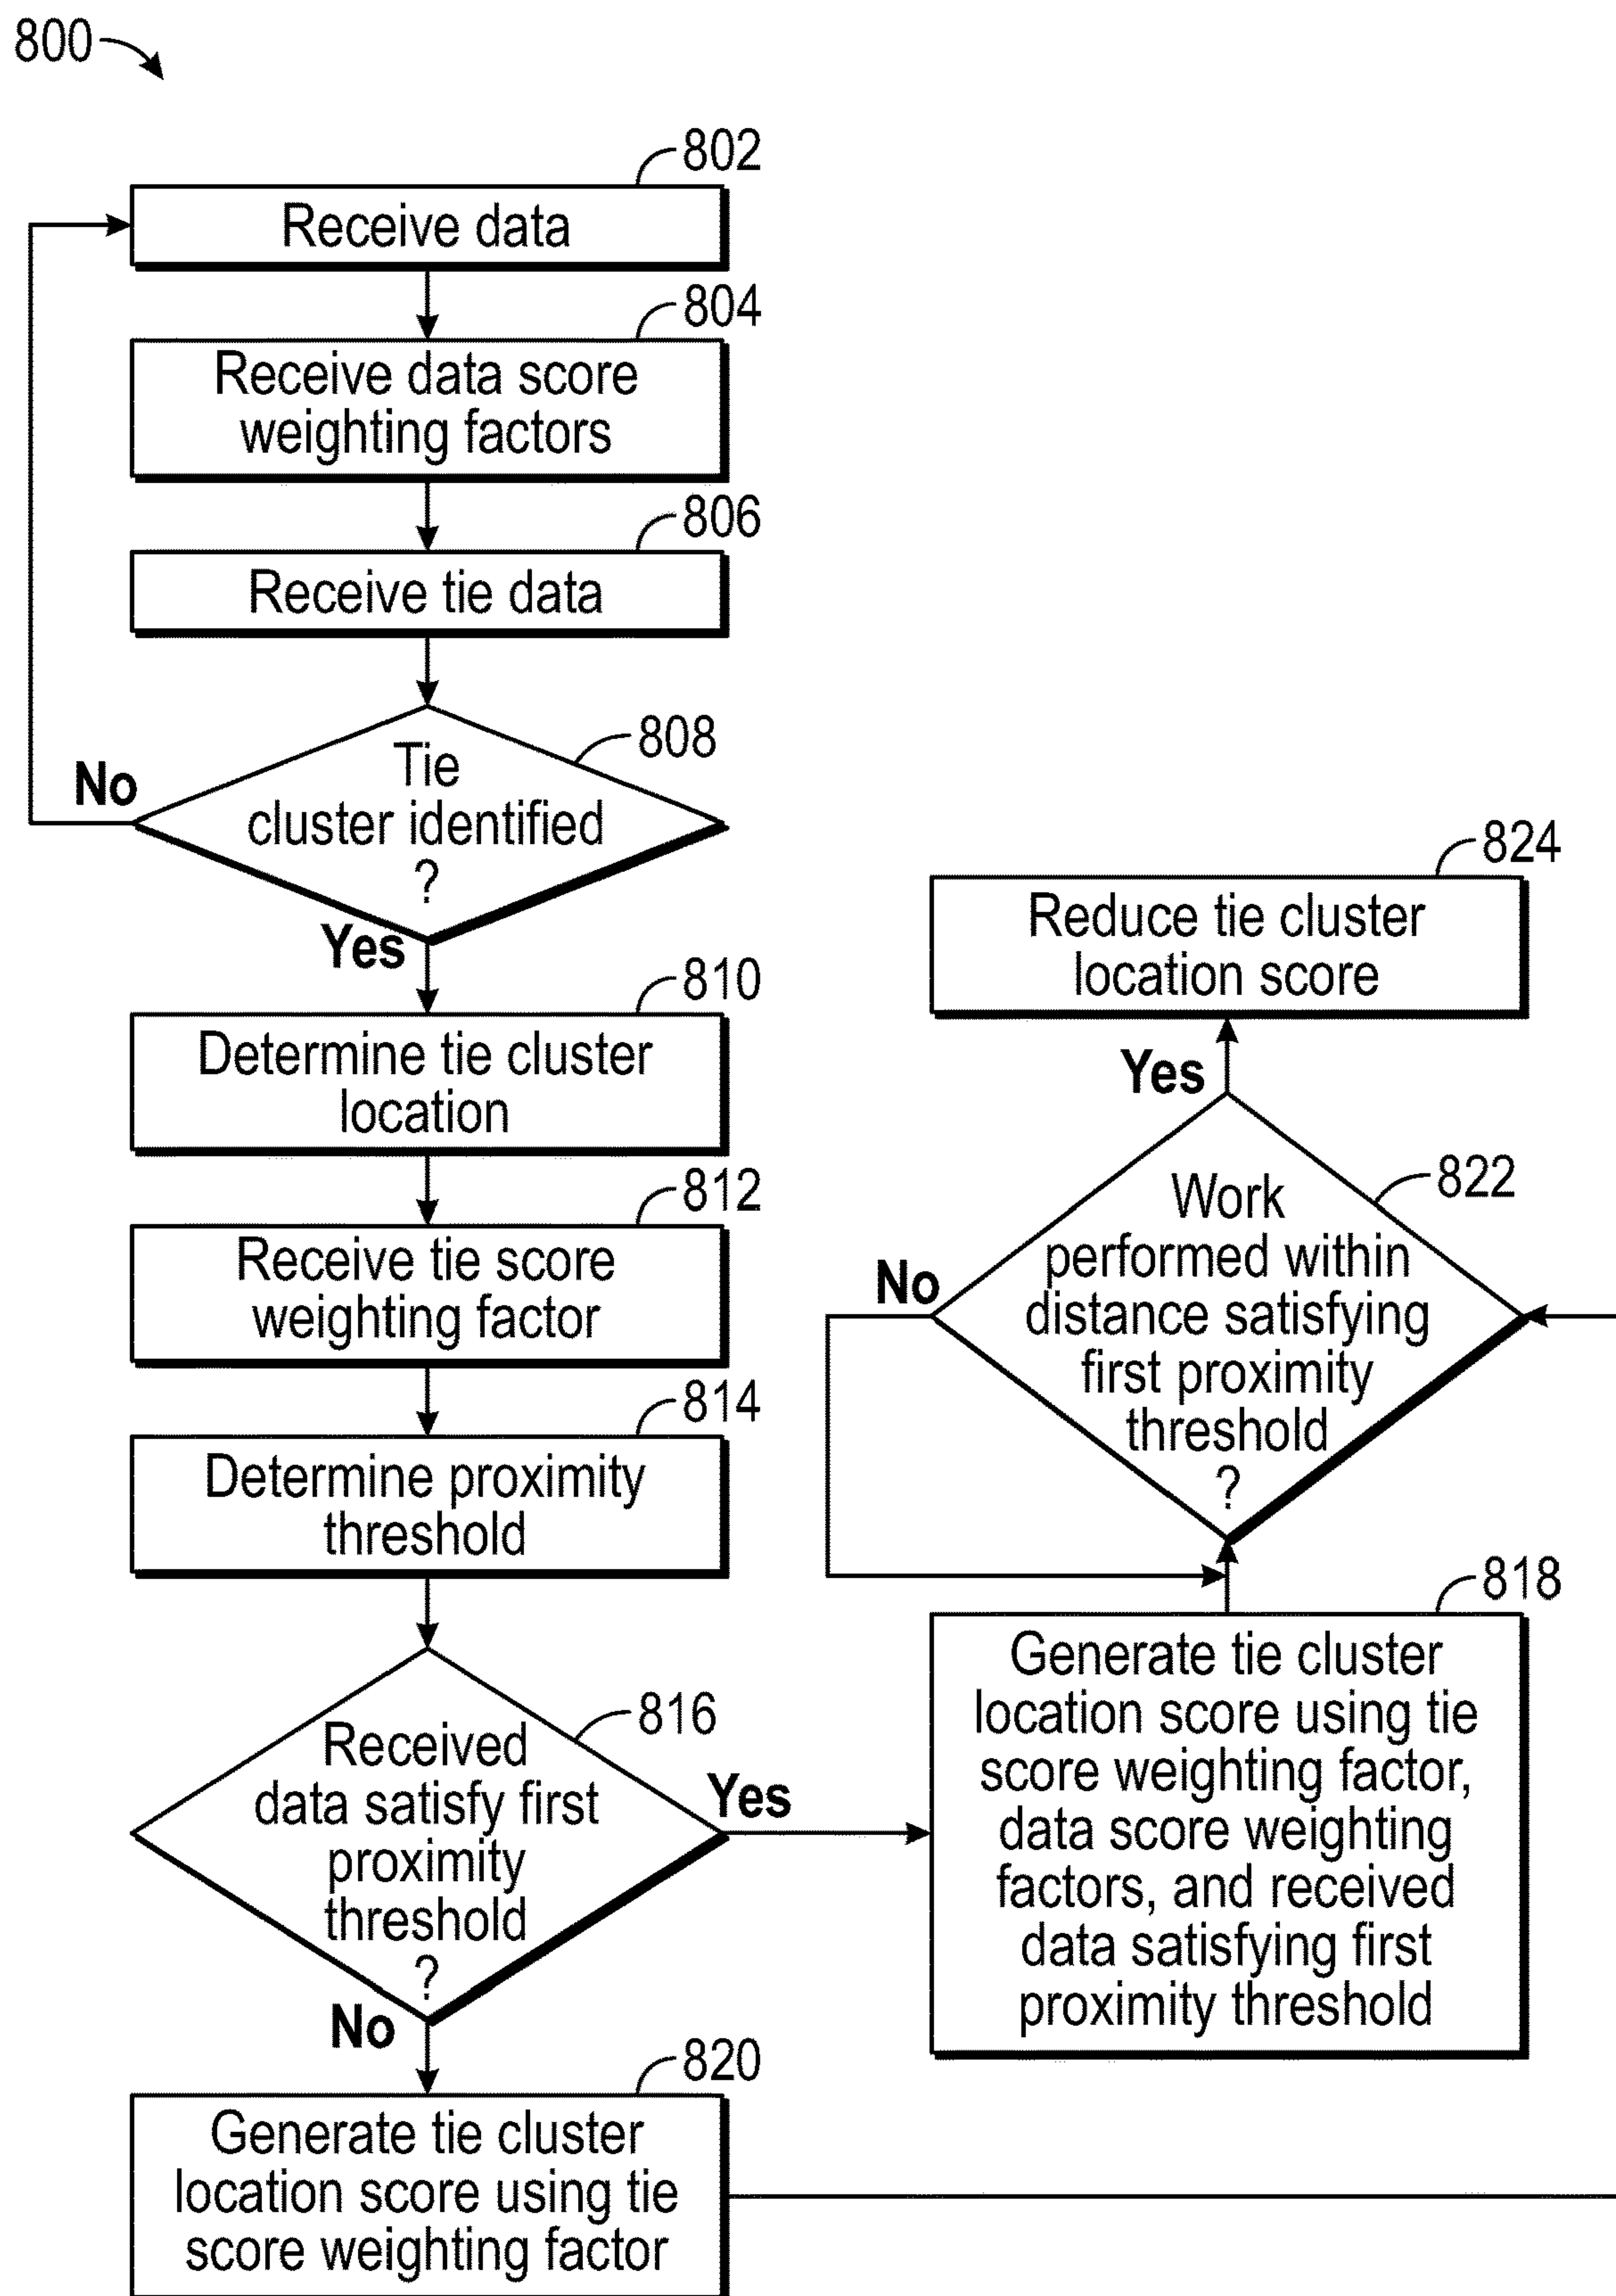 800
802
Receive data
804
Receive data score
weighting factors
806
Receive tie data
808
Tie
cluster identified
?
No
Yes
810
Determine tie cluster
location
812
Receive tie score
weighting factor
814
Determine proximity
threshold
816
Received
data satisfy first
proximity
threshold
?
Yes
No
820
Generate tie cluster
location score using tie
score weighting factor
824
Reduce tie cluster
location score
Yes
822
Work
performed within
distance satisfying
first proximity
threshold
?
No
818
Generate tie cluster
location score using tie
score weighting factor,
data score weighting
factors, and received
data satisfying first
proximity threshold